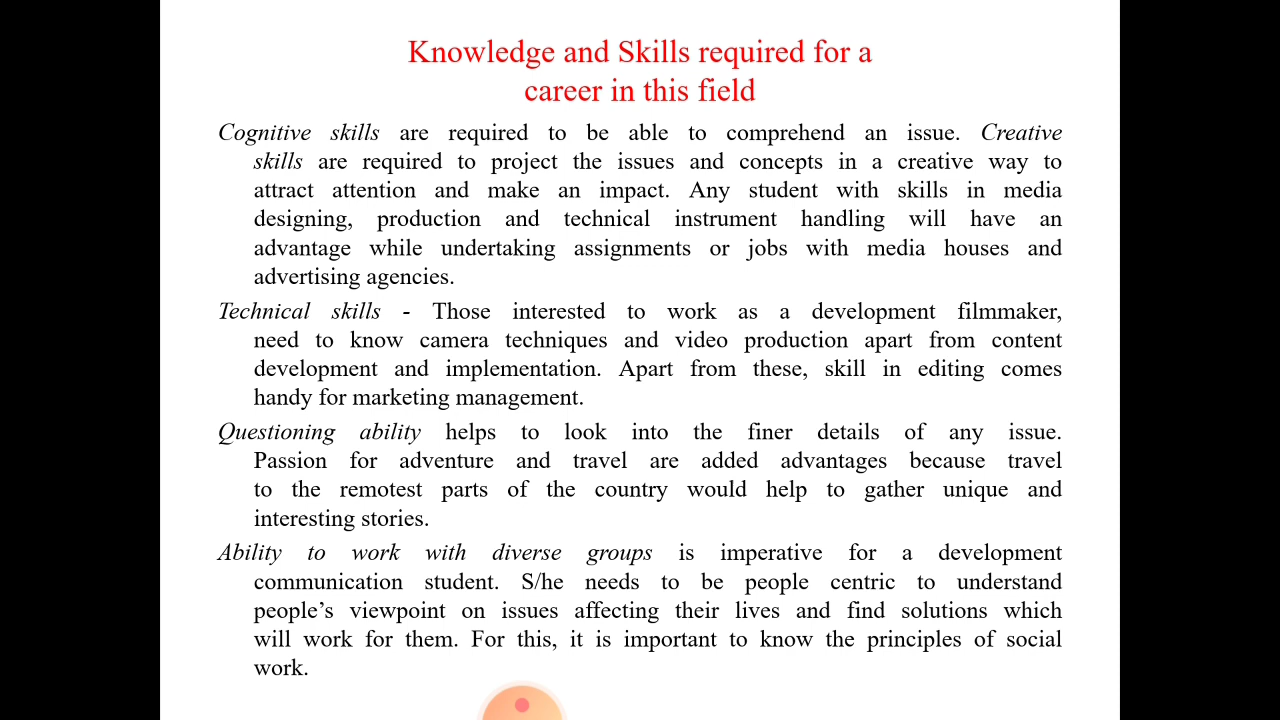 Knowledge and Skills required for a
career in this field
Cognitive skills are required to be able to comprehend an issue. Creative
skills are required to project the issues and concepts in a creative way to
attract attention and make an impact. Any student with skills in media
designing, production and technical instrument handling will have an
advantage while undertaking assignments or jobs with media houses and
advertising agencies.
Technical skills - Those interested to work as a development filmmaker,
need to know camera techniques and video production apart from content
development and implementation. Apart from these, skill in editing comes
handy for marketing management.
Questioning ability helps to look into the finer details of any issue.
Passion for adventure and travel are added advantages because travel
to the remotest parts of the country would help to gather unique and
interesting stories.
Ability to work with diverse groups is imperative for a development
communication student. S/he needs to be people centric to understand
people’s viewpoint on issues affecting their lives and find solutions which
will work for them. For this, it is important to know the principles of social
work.